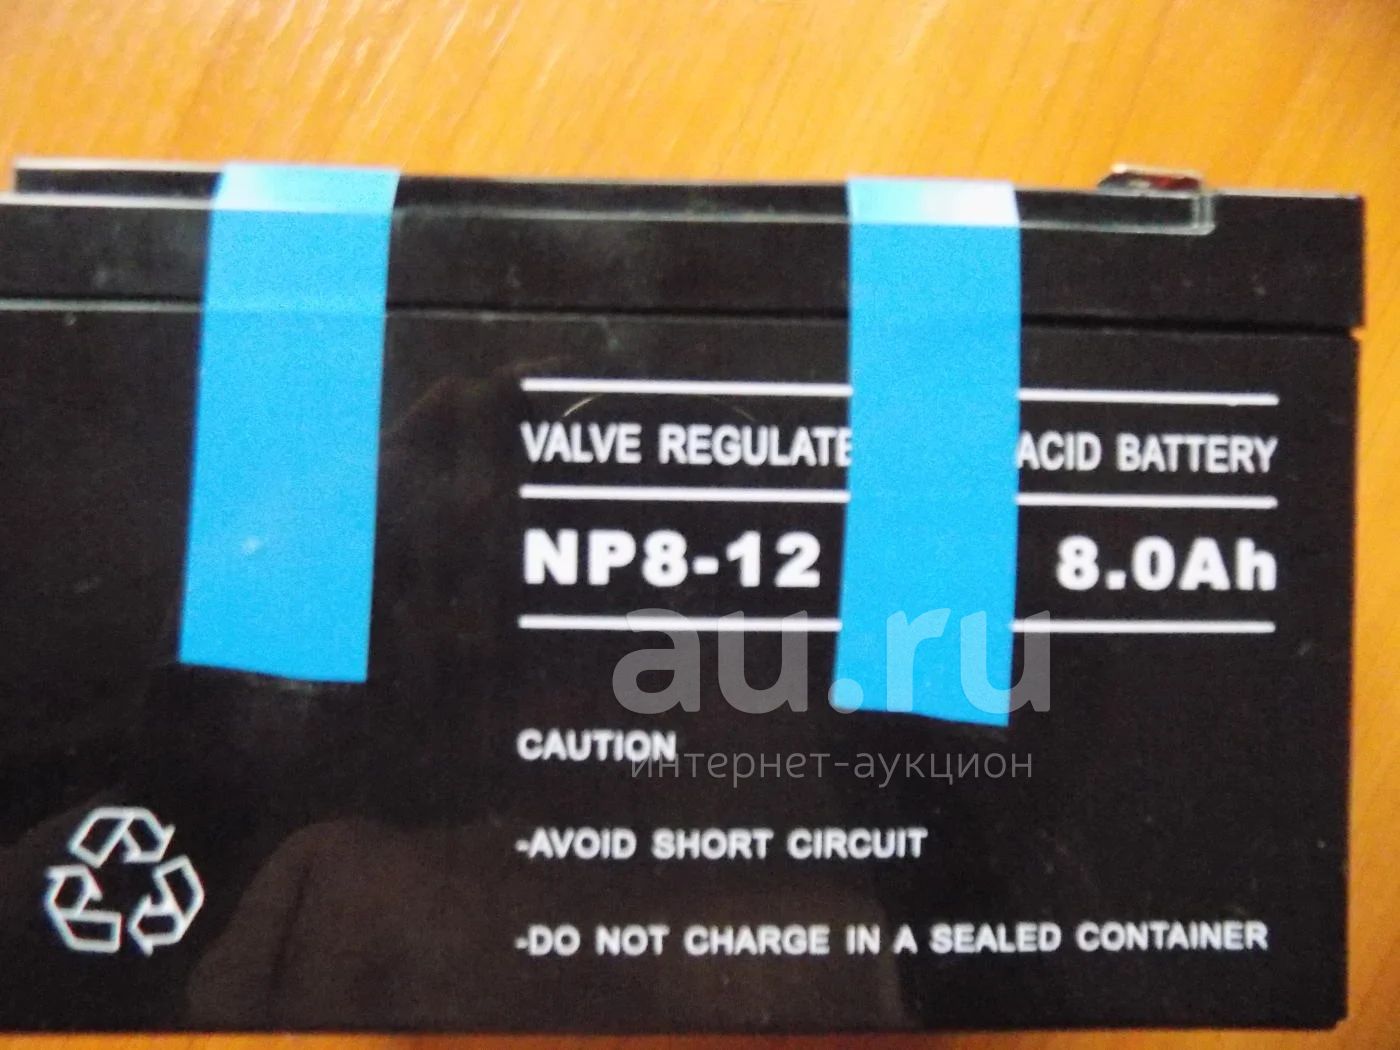 VALVE REGULATE ACID BATTERY
NP8-12 8.0Ah
au.ru
интернет-аукцион
CAUTION
-AVOID SHORT CIRCUIT
-DO NOT CHARGE IN A SEALED CONTAINER